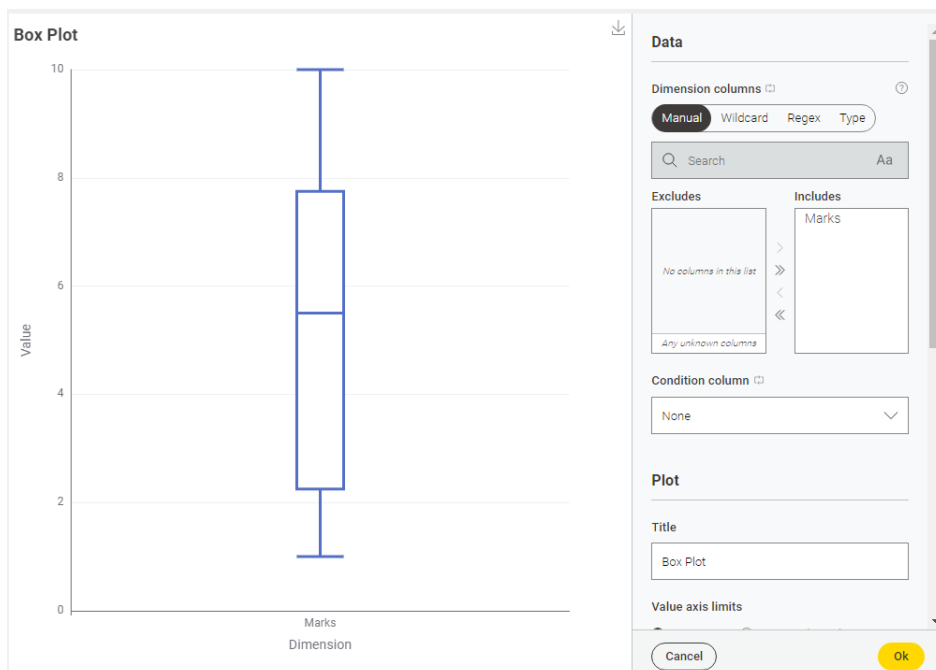 Box Plot
10
8
6
4
2
0
Value
Marks
Dimension
Data
Dimension columns
?
Manual Wildcard Regex Type
Search Aa
Excludes Includes
Marks
No columns in this list
Any unknown columns
Condition column
None
Plot
Title
Box Plot
Value axis limits
Cancel Ok